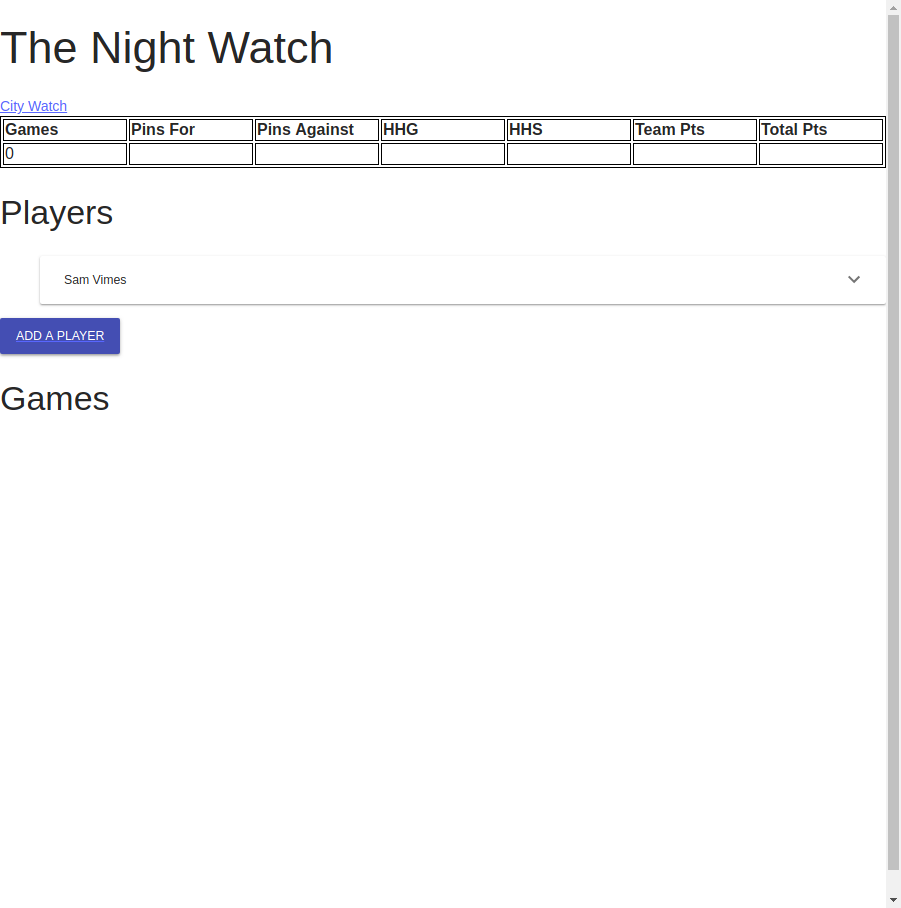 The Night Watch
City Watch
Games Pins For Pins Against HHG HHS Team Pts Total Pts
0
Players
Sam Vimes
ADD A PLAYER
Games